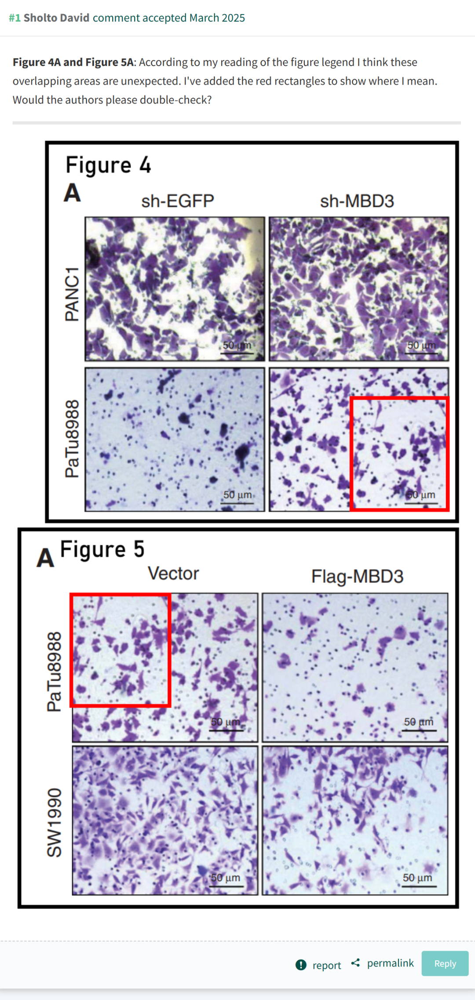 #1 Sholto David comment accepted March 2025
Figure 4A and Figure 5A: According to my reading of the figure legend I think these
overlapping areas are unexpected. I've added the red rectangles to show where I mean.
Would the authors please double-check?
Figure 4
A
sh-EGFP sh-MBD3
PANC1
50 µm 50 µm
PaTu8988
50 µm 50 µm
A Figure 5
Vector Flag-MBD3
PaTu8988
50 µm 50 µm
SW1990
50 µm 50 µm
report permalink Reply